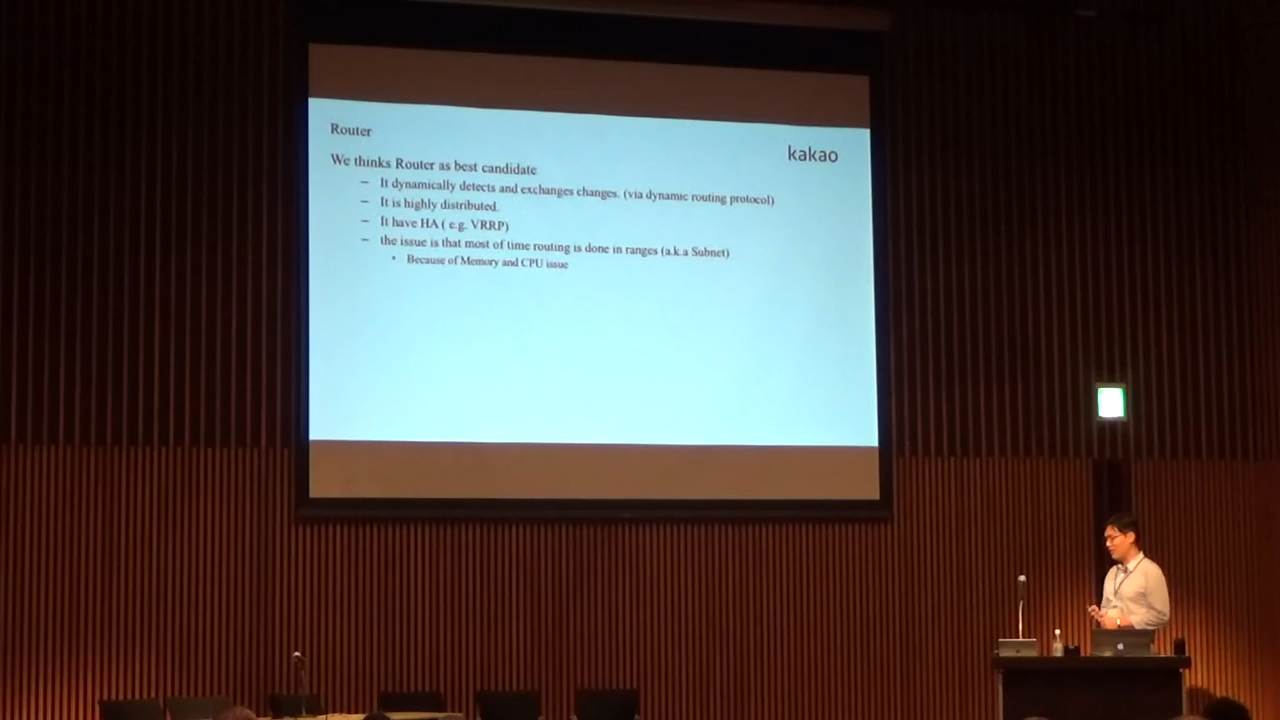 Router
kakao
We thinks Router as best candidate
– It dynamically detects and exchanges changes. (via dynamic routing protocol)
– It is highly distributed.
– It have HA ( e.g. VRRP)
– the issue is that most of time routing is done in ranges (a.k.a Subnet)
• Because of Memory and CPU issue